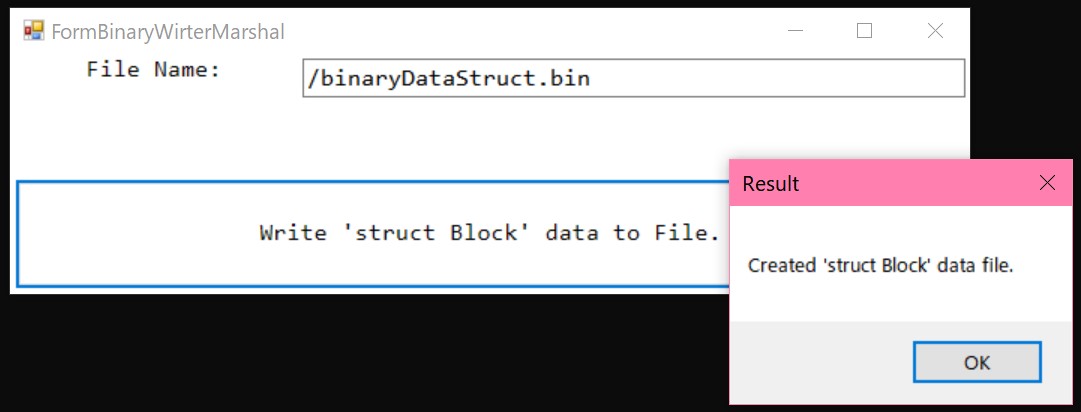 FormBinaryWirterMarshal
File Name:
/binaryDataStruct.bin
Write 'struct Block' data to File.
Result
Created 'struct Block' data file.
OK